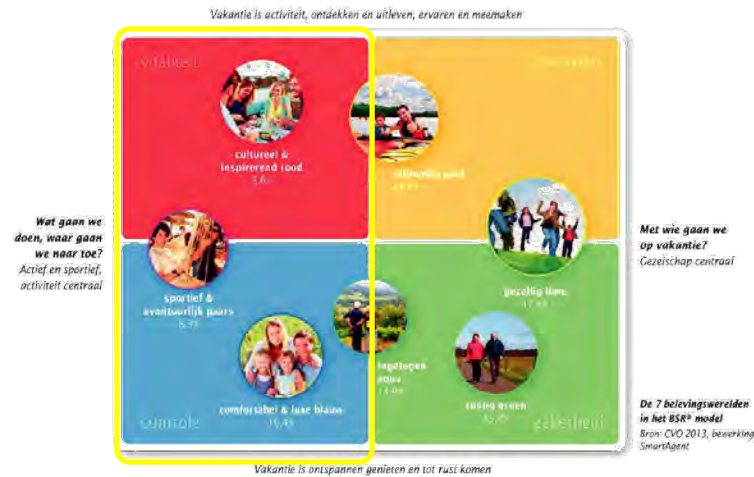 Vakantie is activiteit, ontdekken en uitleven, ervaren en meemaken
vitaliteit
cultureel &
inspirerend rood
uitbundig geel
Wat gaan we
doen, waar gaan
we naar toe?
Actief en sportief,
activiteit centraal
Met wie gaan we
op vakantie?
Gezelschap centraal
sportief &
avontuurlijk paars
gezellig lime
ingetogen
aqua
comfortabel & luxe blauw
rustig groen
controle
zekerheid
De 7 belevingswerelden
in het BSR® model
Bron: CVO 2013, bewerking
SmartAgent
Vakantie is ontspannen genieten en tot rust komen